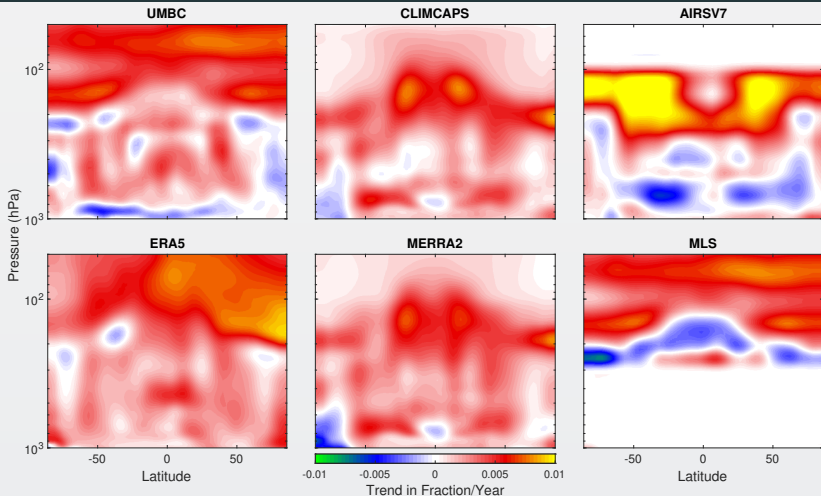 UMBC
CLIMCAPS
AIRSV7
10²
10³
Pressure (hPa)
ERA5
MERRA2
MLS
10²
10³
-50 0 50
Latitude
-0.01 -0.005 0 0.005 0.01
Trend in Fraction/Year
-50 0 50
Latitude